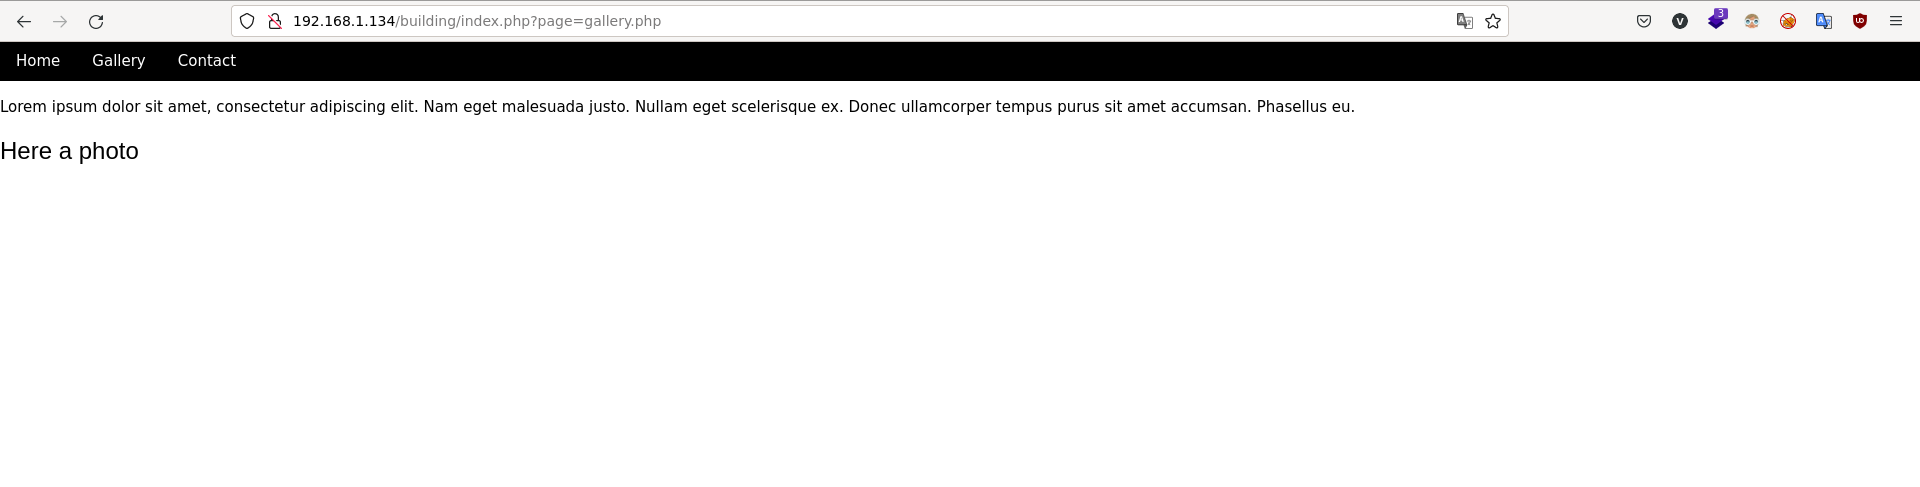 192.168.1.134/building/index.php?page=gallery.php
3
Home Gallery Contact
Lorem ipsum dolor sit amet, consectetur adipiscing elit. Nam eget malesuada justo. Nullam eget scelerisque ex. Donec ullamcorper tempus purus sit amet accumsan. Phasellus eu.
Here a photo